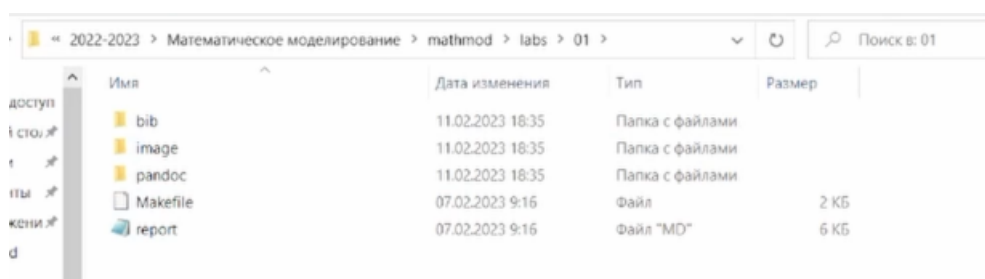 « 2022-2023 > Математическое моделирование > mathmod > labs > 01 >
Поиск в: 01
Имя Дата изменения Тип Размер
доступ
bib 11.02.2023 18:35 Папка с файлами
image 11.02.2023 18:35 Папка с файлами
pandoc 11.02.2023 18:35 Папка с файлами
Makefile 07.02.2023 9:16 Файл 2 КБ
report 07.02.2023 9:16 Файл "MD" 6 КБ